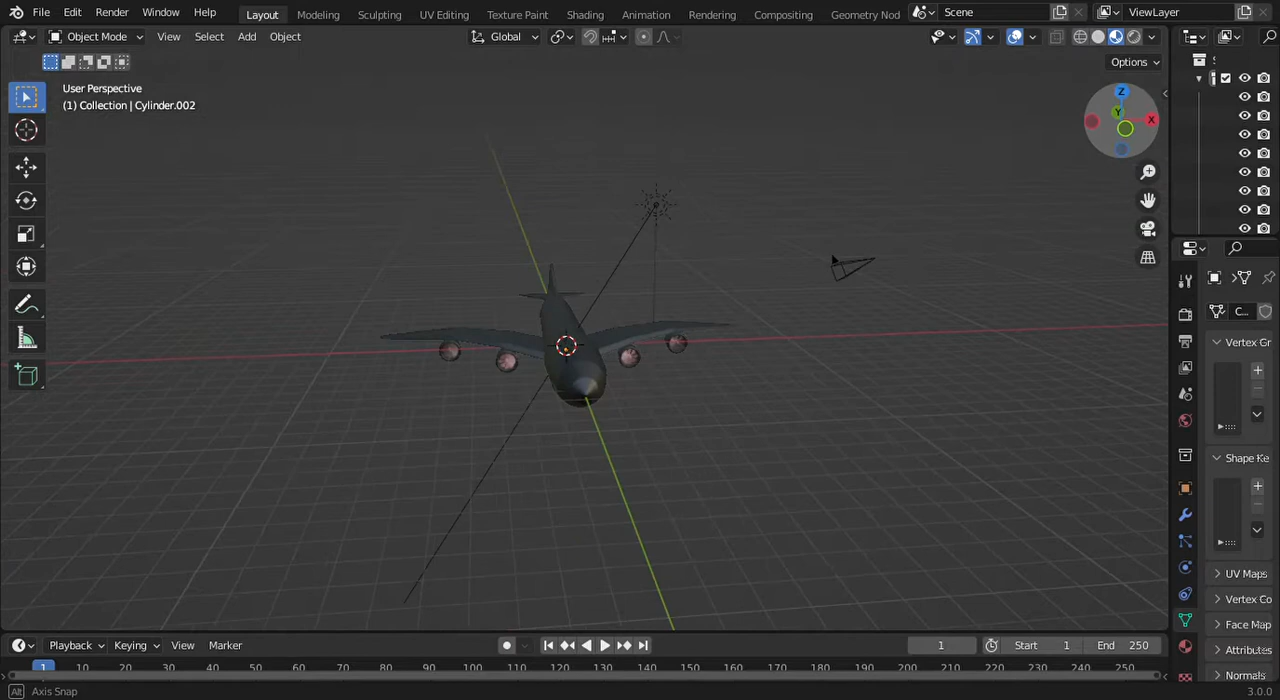 File Edit Render Window Help Layout Modeling Sculpting UV Editing Texture Paint Shading Animation Rendering Compositing Geometry Nod Scene ViewLayer
Object Mode View Select Add Object Global
Options
User Perspective
(1) Collection | Cylinder.002
Z
Y
X
C...
Vertex Gr
Shape Ke
UV Maps
Vertex Co
Face Map
Attributes
Normals
Playback Keying View Marker 1 Start 1 End 250
1 10 20 30 40 50 60 70 80 90 100 110 120 130 140 150 160 170 180 190 200 210 220 230 240 250
Alt Axis Snap 3.0.0